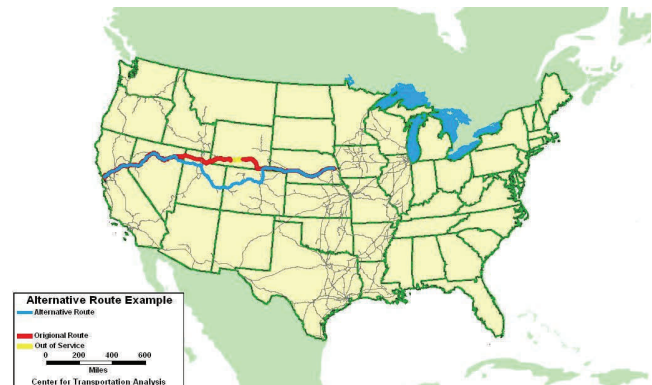 Alternative Route Example
Alternative Route
Origional Route
Out of Service
0 200 400 600
Miles
Center for Transportation Analysis